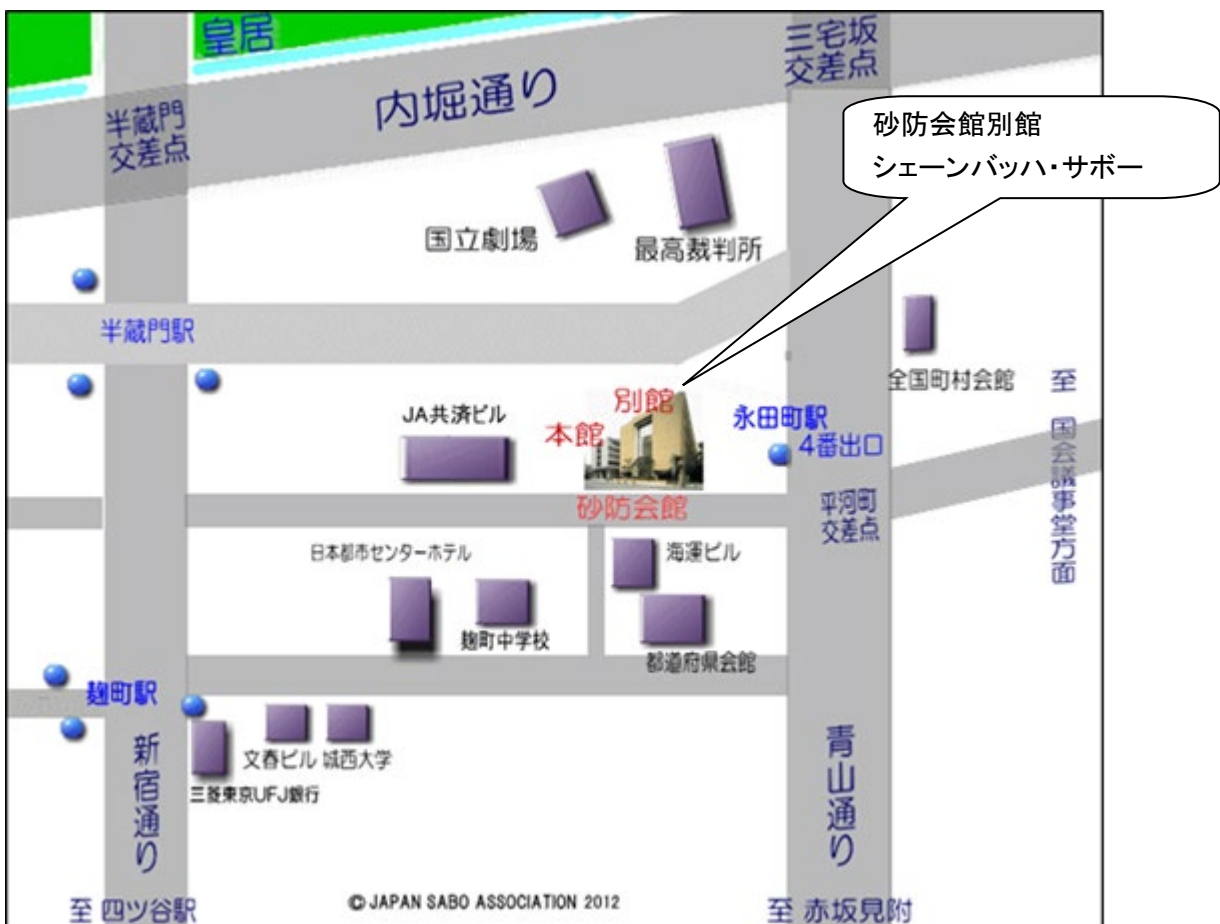 皇居
三宅坂
交差点
内堀通り
半蔵門
交差点
砂防会館別館
シェーンバッハ・サボー
国立劇場
最高裁判所
半蔵門駅
全国町村会館
至 国会議事堂方面
JA共済ビル
別館
本館
永田町駅
4番出口
砂防会館
平河町
交差点
日本都市センターホテル
海運ビル
麹町中学校
都道府県会館
麹町駅
新宿通り
文春ビル
城西大学
三菱東京UFJ銀行
青山通り
至 四ツ谷駅
© JAPAN SABO ASSOCIATION 2012
至 赤坂見附